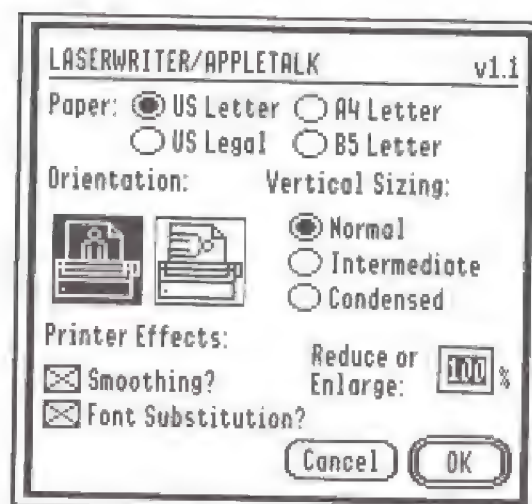 LASERWRITER/APPLETALK v1.1
Paper: US Letter A4 Letter
US Legal B5 Letter
Orientation: Vertical Sizing:
Normal
Intermediate
Condensed
Printer Effects:
Smoothing?
Font Substitution?
Reduce or
Enlarge: 100 %
Cancel OK